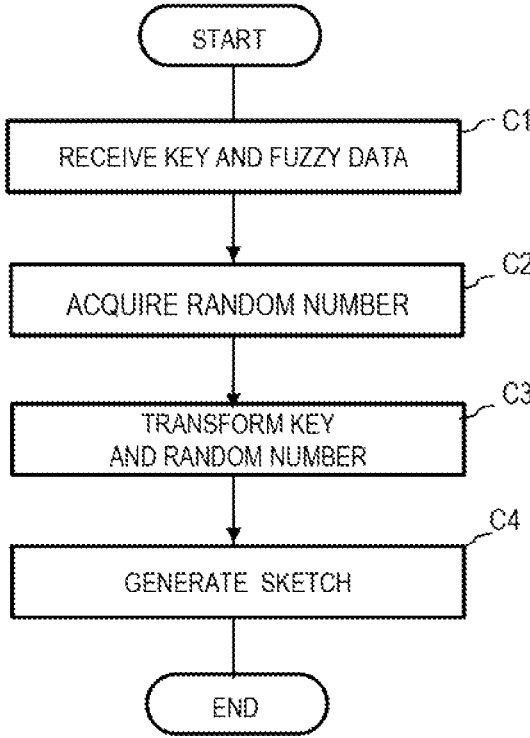 START
C1
RECEIVE KEY AND FUZZY DATA
C2
ACQUIRE RANDOM NUMBER
C3
TRANSFORM KEY
AND RANDOM NUMBER
C4
GENERATE SKETCH
END